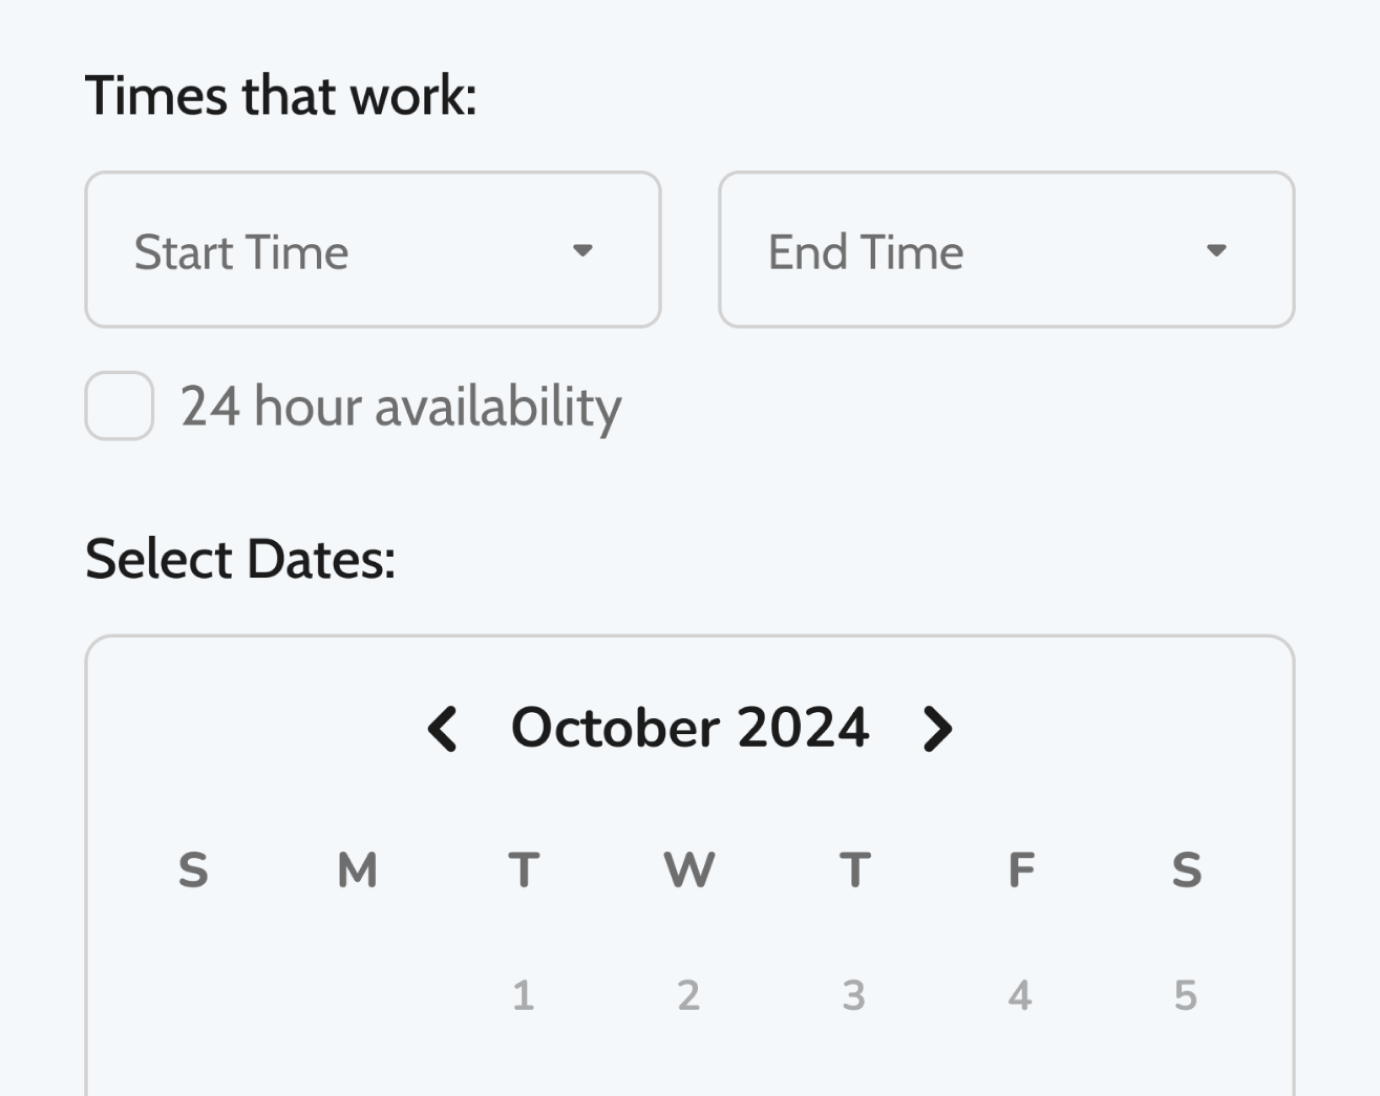 Times that work:
Start Time End Time
24 hour availability
Select Dates:
October 2024
S M T W T F S
1 2 3 4 5